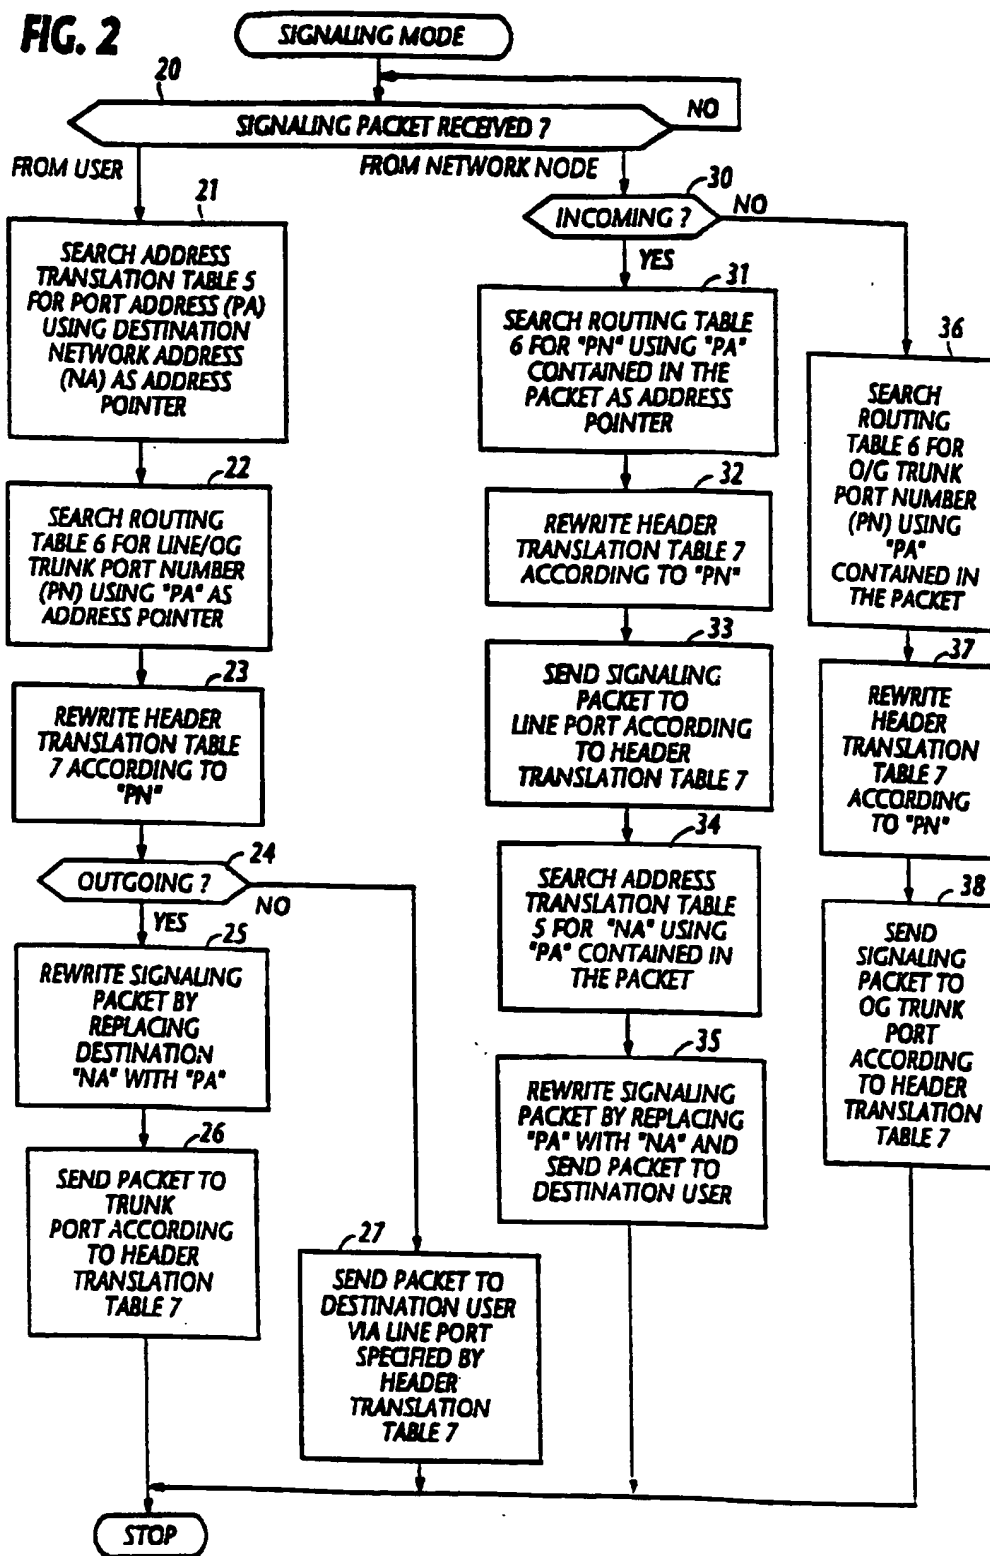 FIG. 2
SIGNALING MODE
20
SIGNALING PACKET RECEIVED ?
NO
FROM USER
FROM NETWORK NODE
21
SEARCH ADDRESS
TRANSLATION TABLE 5
FOR PORT ADDRESS (PA)
USING DESTINATION
NETWORK ADDRESS
(NA) AS ADDRESS
POINTER
22
SEARCH ROUTING
TABLE 6 FOR LINE/OG
TRUNK PORT NUMBER
(PN) USING "PA" AS
ADDRESS POINTER
23
REWRITE HEADER
TRANSLATION TABLE
7 ACCORDING TO
"PN"
24
OUTGOING ?
NO
YES
25
REWRITE SIGNALING
PACKET BY
REPLACING
DESTINATION
"NA" WITH "PA"
26
SEND PACKET TO
TRUNK
PORT ACCORDING
TO HEADER
TRANSLATION
TABLE 7
27
SEND PACKET TO
DESTINATION USER
VIA LINE PORT
SPECIFIED BY
HEADER
TRANSLATION
TABLE 7
30
INCOMING ?
NO
YES
31
SEARCH ROUTING TABLE
6 FOR "PN" USING "PA"
CONTAINED IN THE
PACKET AS ADDRESS
POINTER
32
REWRITE HEADER
TRANSLATION TABLE 7
ACCORDING TO "PN"
33
SEND SIGNALING
PACKET TO
LINE PORT ACCORDING
TO HEADER
TRANSLATION TABLE 7
34
SEARCH ADDRESS
TRANSLATION TABLE
5 FOR "NA" USING
"PA" CONTAINED IN
THE PACKET
35
REWRITE SIGNALING
PACKET BY REPLACING
"PA" WITH "NA" AND
SEND PACKET TO
DESTINATION USER
36
SEARCH
ROUTING
TABLE 6 FOR
O/G TRUNK
PORT NUMBER
(PN) USING
"PA"
CONTAINED IN
THE PACKET
37
REWRITE
HEADER
TRANSLATION
TABLE 7
ACCORDING
TO "PN"
38
SEND
SIGNALING
PACKET TO
OG TRUNK
PORT
ACCORDING
TO HEADER
TRANSLATION
TABLE 7
STOP